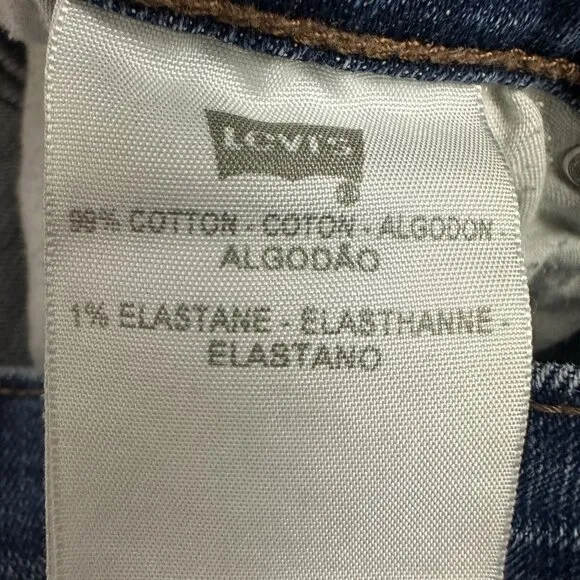 LEVI'S
99% COTTON - COTON - ALGODON -
ALGODÃO
1% ELASTANE - ÉLASTHANNE -
ELASTANO